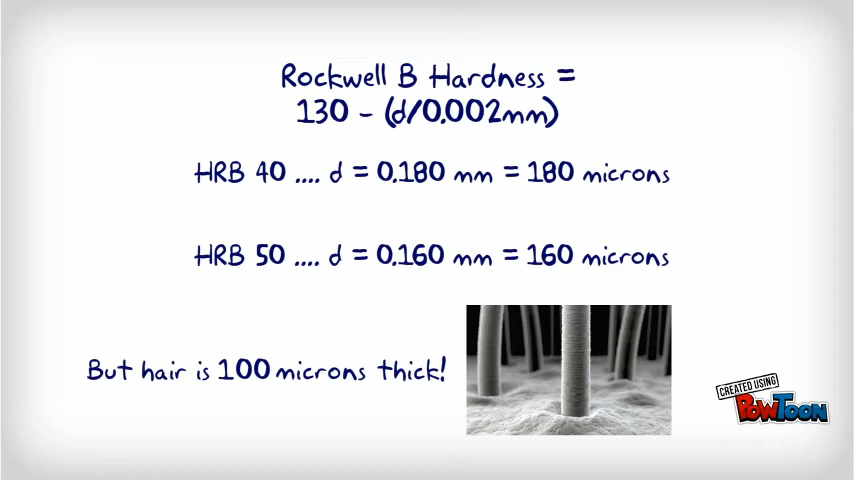 Rockwell B Hardness =
130 - (d/0.002mm)
HRB 40 .... d = 0.180 mm = 180 microns
HRB 50 .... d = 0.160 mm = 160 microns
But hair is 100 microns thick!
CREATED USING
POWTOON